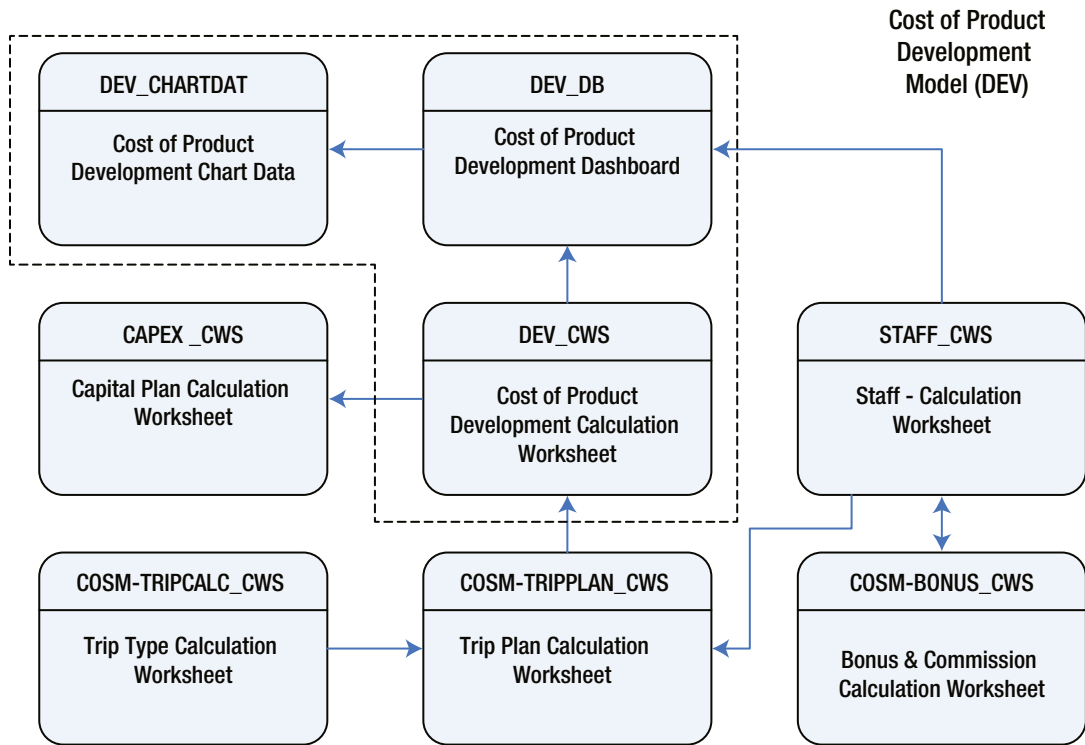 Cost of Product
Development
Model (DEV)
DEV_CHARTDAT
Cost of Product
Development Chart Data
DEV_DB
Cost of Product
Development Dashboard
CAPEX _CWS
Capital Plan Calculation
Worksheet
DEV_CWS
Cost of Product
Development Calculation
Worksheet
STAFF_CWS
Staff - Calculation
Worksheet
COSM-TRIPCALC_CWS
Trip Type Calculation
Worksheet
COSM-TRIPPLAN_CWS
Trip Plan Calculation
Worksheet
COSM-BONUS_CWS
Bonus & Commission
Calculation Worksheet